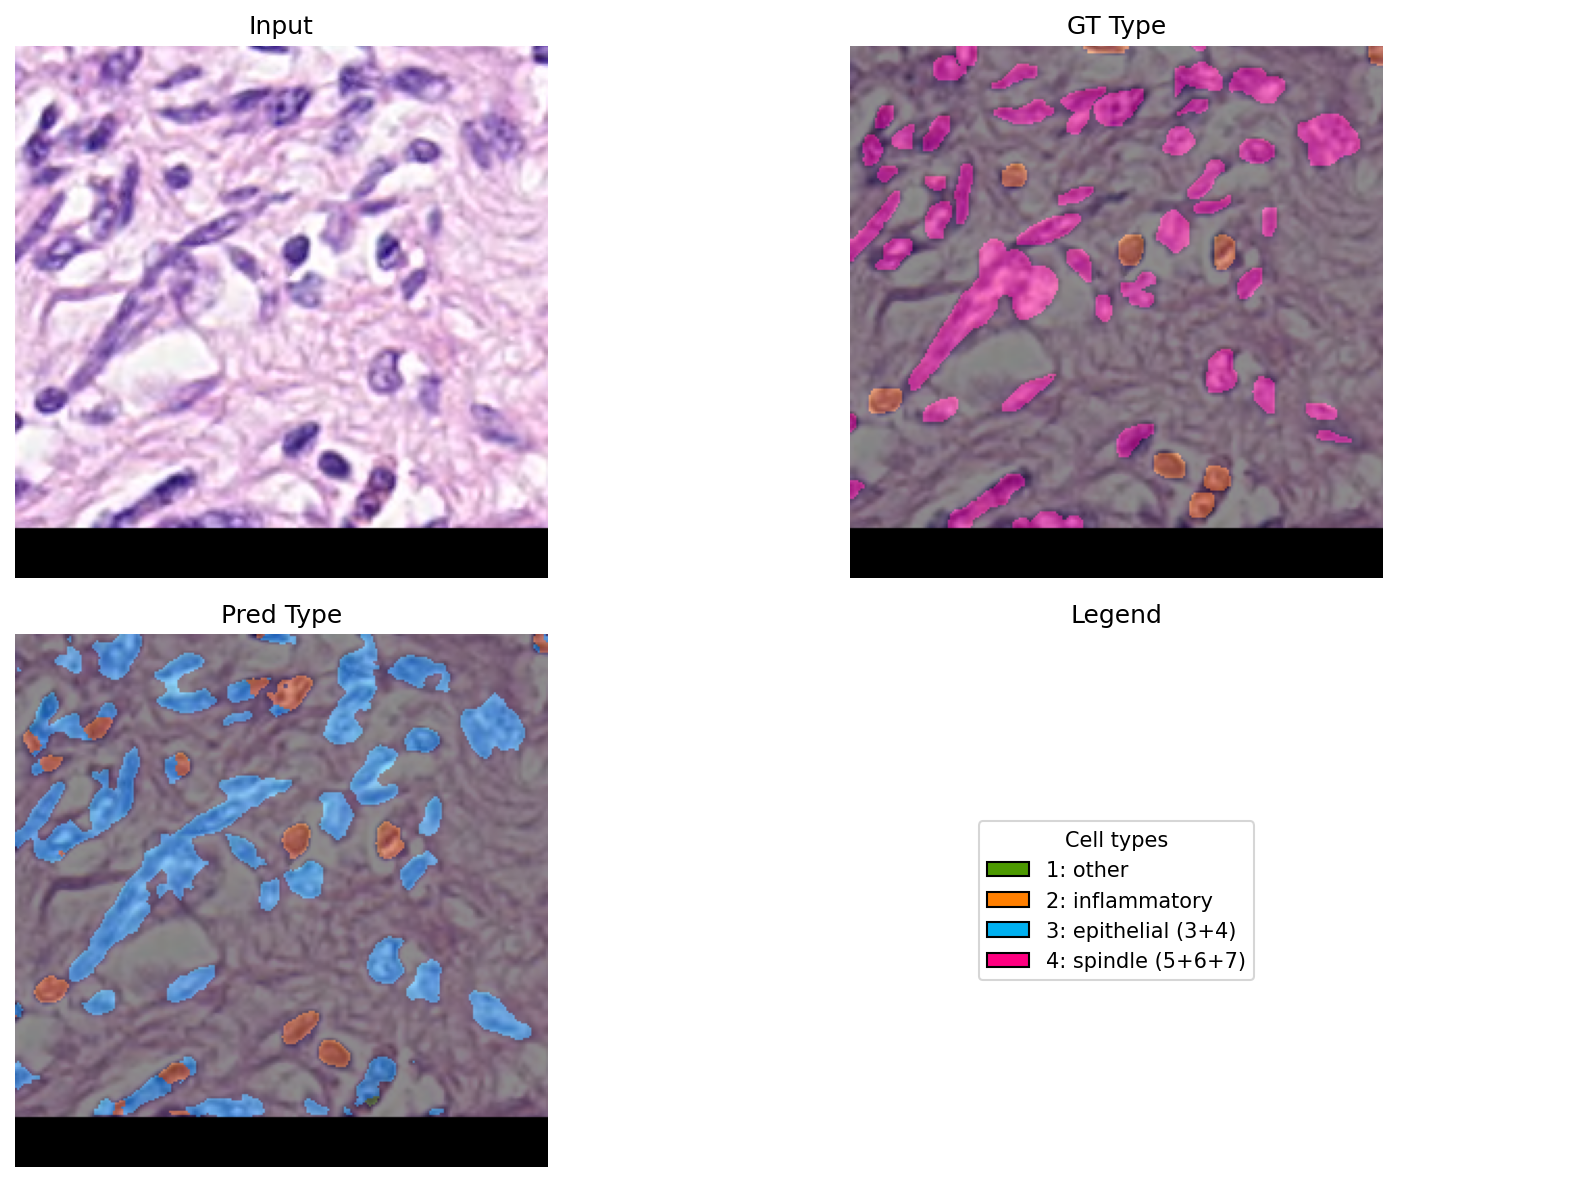 Input
GT Type
Pred Type
Legend
Cell types
1: other
2: inflammatory
3: epithelial (3+4)
4: spindle (5+6+7)